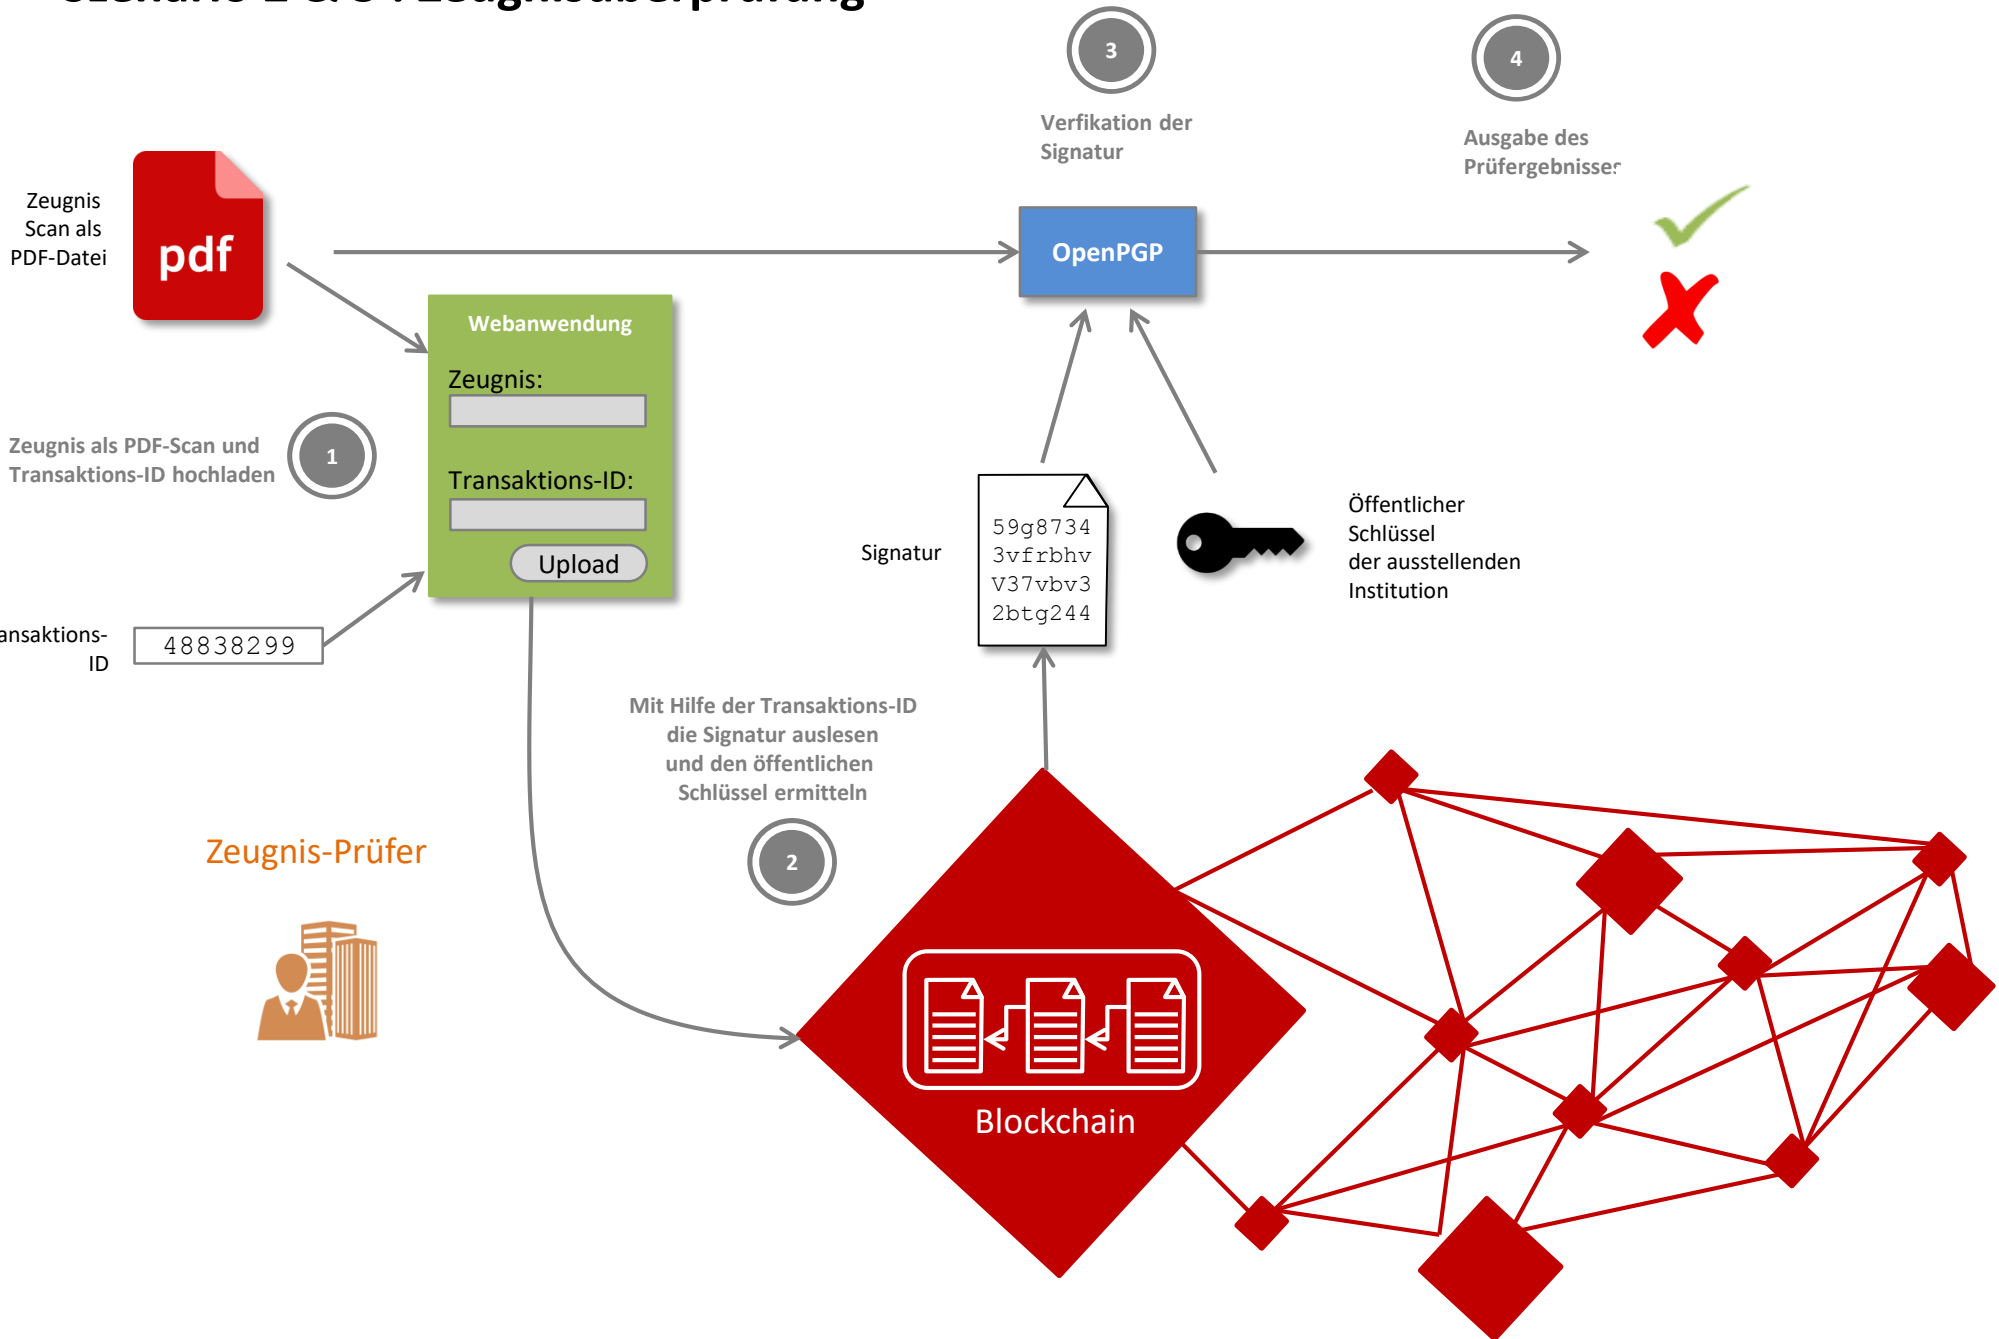 Zeugnisüberprüfung
3
4
Verfikation der
Signatur
Ausgabe des
Prüfergebnisses
Zeugnis
Scan als
PDF-Datei
pdf
OpenPGP
Webanwendung
Zeugnis:
Zeugnis als PDF-Scan und
Transaktions-ID hochladen
1
Transaktions-ID:
Upload
Signatur
59g8734
3vfrbhv
V37vbv3
2btg244
Öffentlicher
Schlüssel
der ausstellenden
Institution
ansaktions-
ID
48838299
Mit Hilfe der Transaktions-ID
die Signatur auslesen
und den öffentlichen
Schlüssel ermitteln
2
Zeugnis-Prüfer
Blockchain